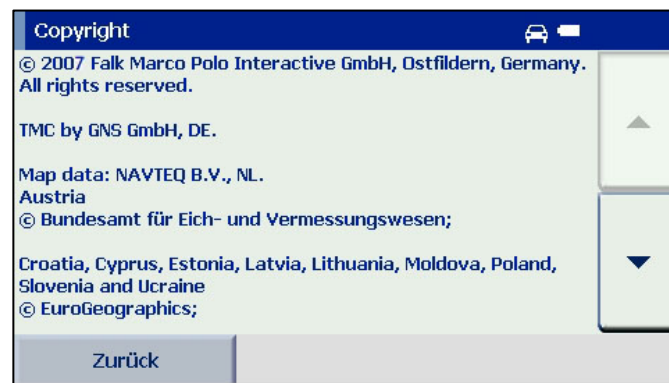 Copyright
© 2007 Falk Marco Polo Interactive GmbH, Ostfildern, Germany.
All rights reserved.
TMC by GNS GmbH, DE.
Map data: NAVTEQ B.V., NL.
Austria
© Bundesamt für Eich- und Vermessungswesen;
Croatia, Cyprus, Estonia, Latvia, Lithuania, Moldova, Poland,
Slovenia and Ucraine
© EuroGeographics;
Zurück